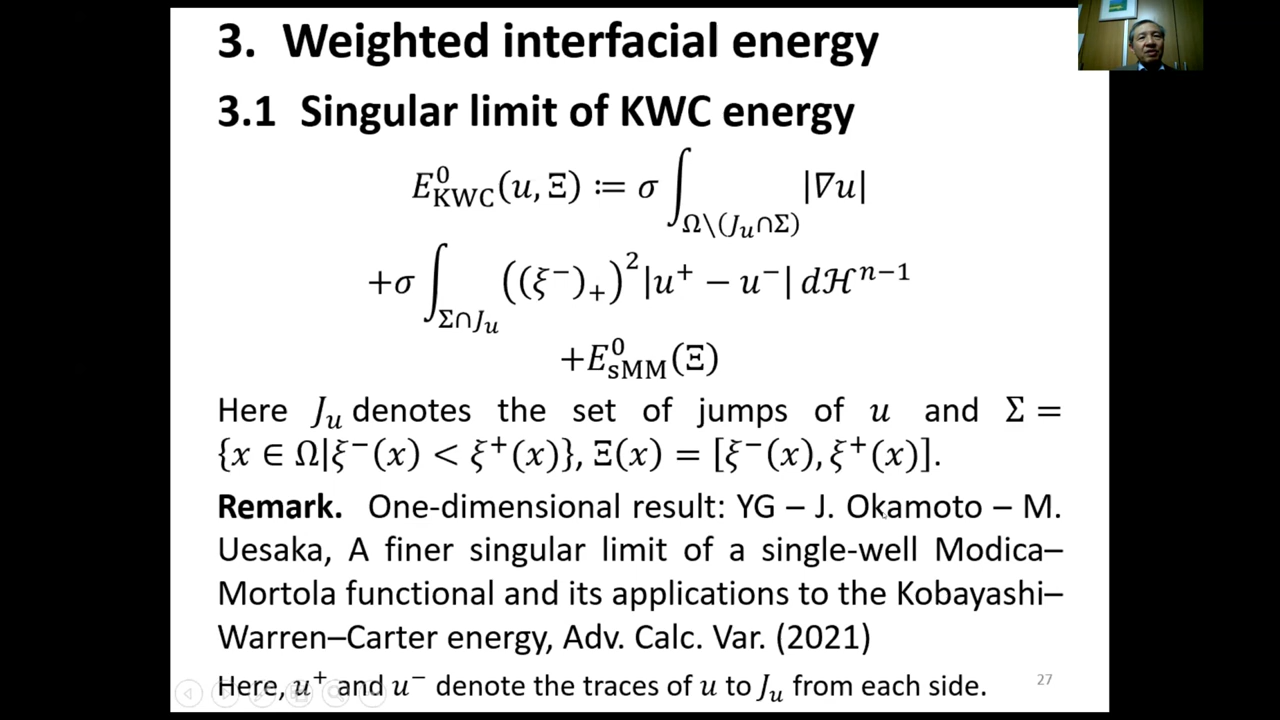 3. Weighted interfacial energy
3.1 Singular limit of KWC energy
E⁰_KWC(u, Ξ) ≔ σ ∫_{Ω\(J_u∩Σ)} |∇u|
+σ ∫_{Σ∩J_u} ((ξ⁻)₊)² |u⁺ − u⁻| dℋⁿ⁻¹
+E⁰_sMM(Ξ)
Here J_u denotes the set of jumps of u and Σ =
{x ∈ Ω|ξ⁻(x) < ξ⁺(x)}, Ξ(x) = [ξ⁻(x), ξ⁺(x)].
Remark. One-dimensional result: YG – J. Okamoto – M.
Uesaka, A finer singular limit of a single-well Modica–
Mortola functional and its applications to the Kobayashi–
Warren–Carter energy, Adv. Calc. Var. (2021)
Here, u⁺ and u⁻ denote the traces of u to J_u from each side.
27